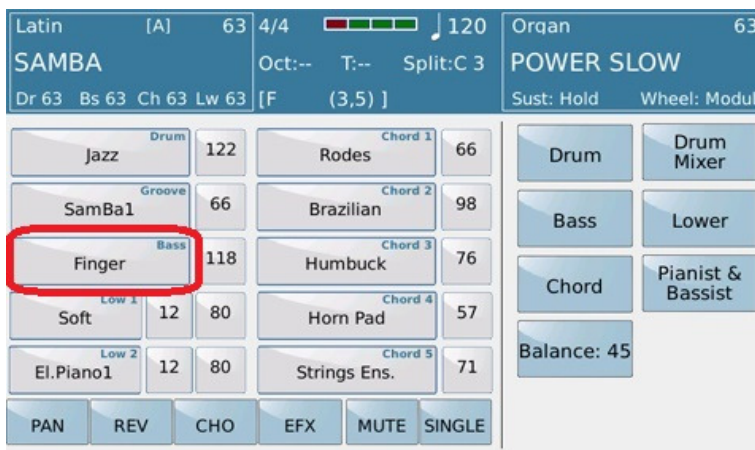 Latin [A] 63
SAMBA
Dr 63 Bs 63 Ch 63 Lw 63
4/4 120
Oct:-- T:-- Split:C 3
[F (3,5) ]
Organ 63
POWER SLOW
Sust: Hold Wheel: Modul
Drum
Jazz 122
Chord 1
Rodes 66
Groove
SamBa1 66
Chord 2
Brazilian 98
Bass
Finger 118
Chord 3
Humbuck 76
Low 1
Soft 12 80
Chord 4
Horn Pad 57
Low 2
El.Piano1 12 80
Chord 5
Strings Ens. 71
PAN REV CHO EFX MUTE SINGLE
Drum
Drum
Mixer
Bass
Lower
Chord
Pianist &
Bassist
Balance: 45